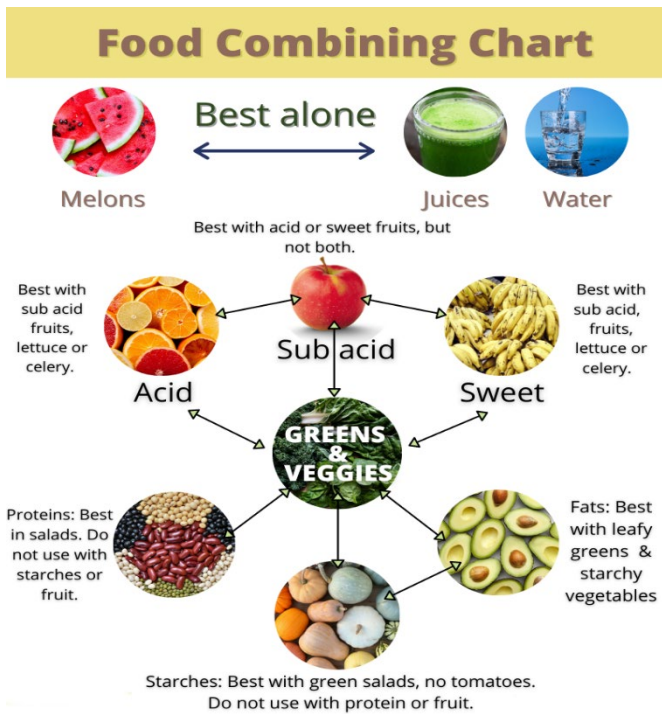 Food Combining Chart
Best alone
Melons
Juices
Water
Best with acid or sweet fruits, but
not both.
Best with
sub acid
fruits,
lettuce or
celery.
Best with
sub acid,
fruits,
lettuce or
celery.
Sub acid
Acid
Sweet
GREENS
&
VEGGIES
Proteins: Best
in salads. Do
not use with
starches or
fruit.
Fats: Best
with leafy
greens &
starchy
vegetables
Starches: Best with green salads, no tomatoes.
Do not use with protein or fruit.